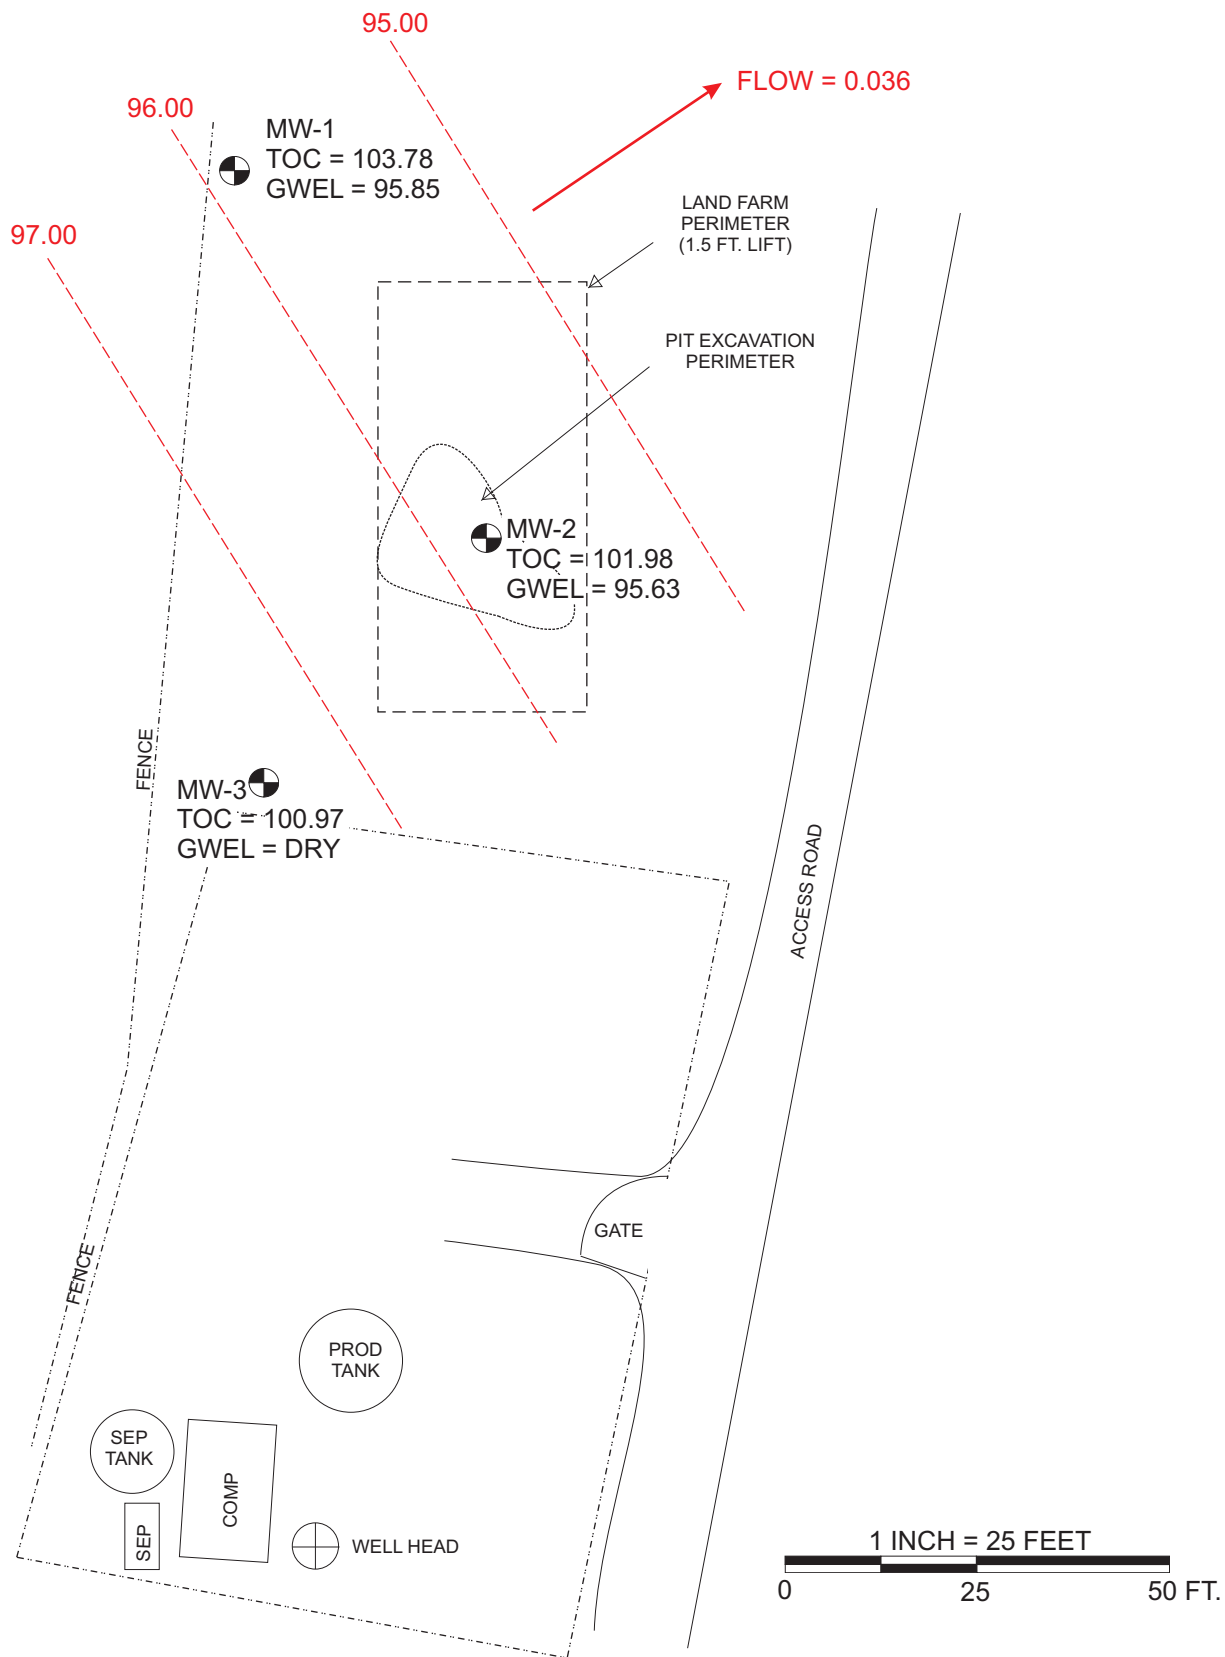 95.00
FLOW = 0.036
96.00
MW-1
TOC = 103.78
GWEL = 95.85
LAND FARM
PERIMETER
(1.5 FT. LIFT)
97.00
PIT EXCAVATION
PERIMETER
MW-2
TOC = 101.98
GWEL = 95.63
FENCE
MW-3
TOC = 100.97
GWEL = DRY
ACCESS ROAD
GATE
FENCE
PROD
TANK
SEP
TANK
COMP
SEP
WELL HEAD
1 INCH = 25 FEET
0 25 50 FT.